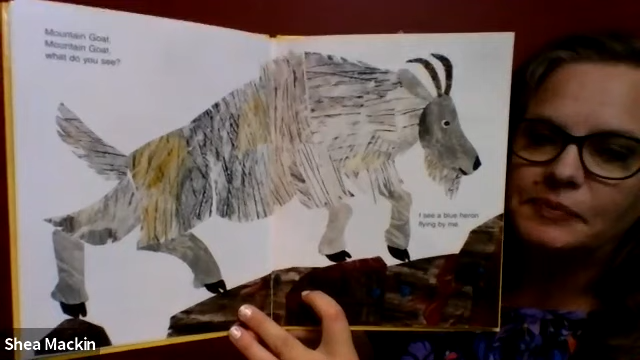 Mountain Goat,
Mountain Goat,
what do you see?
I see a blue heron
flying by me.
Shea Mackin